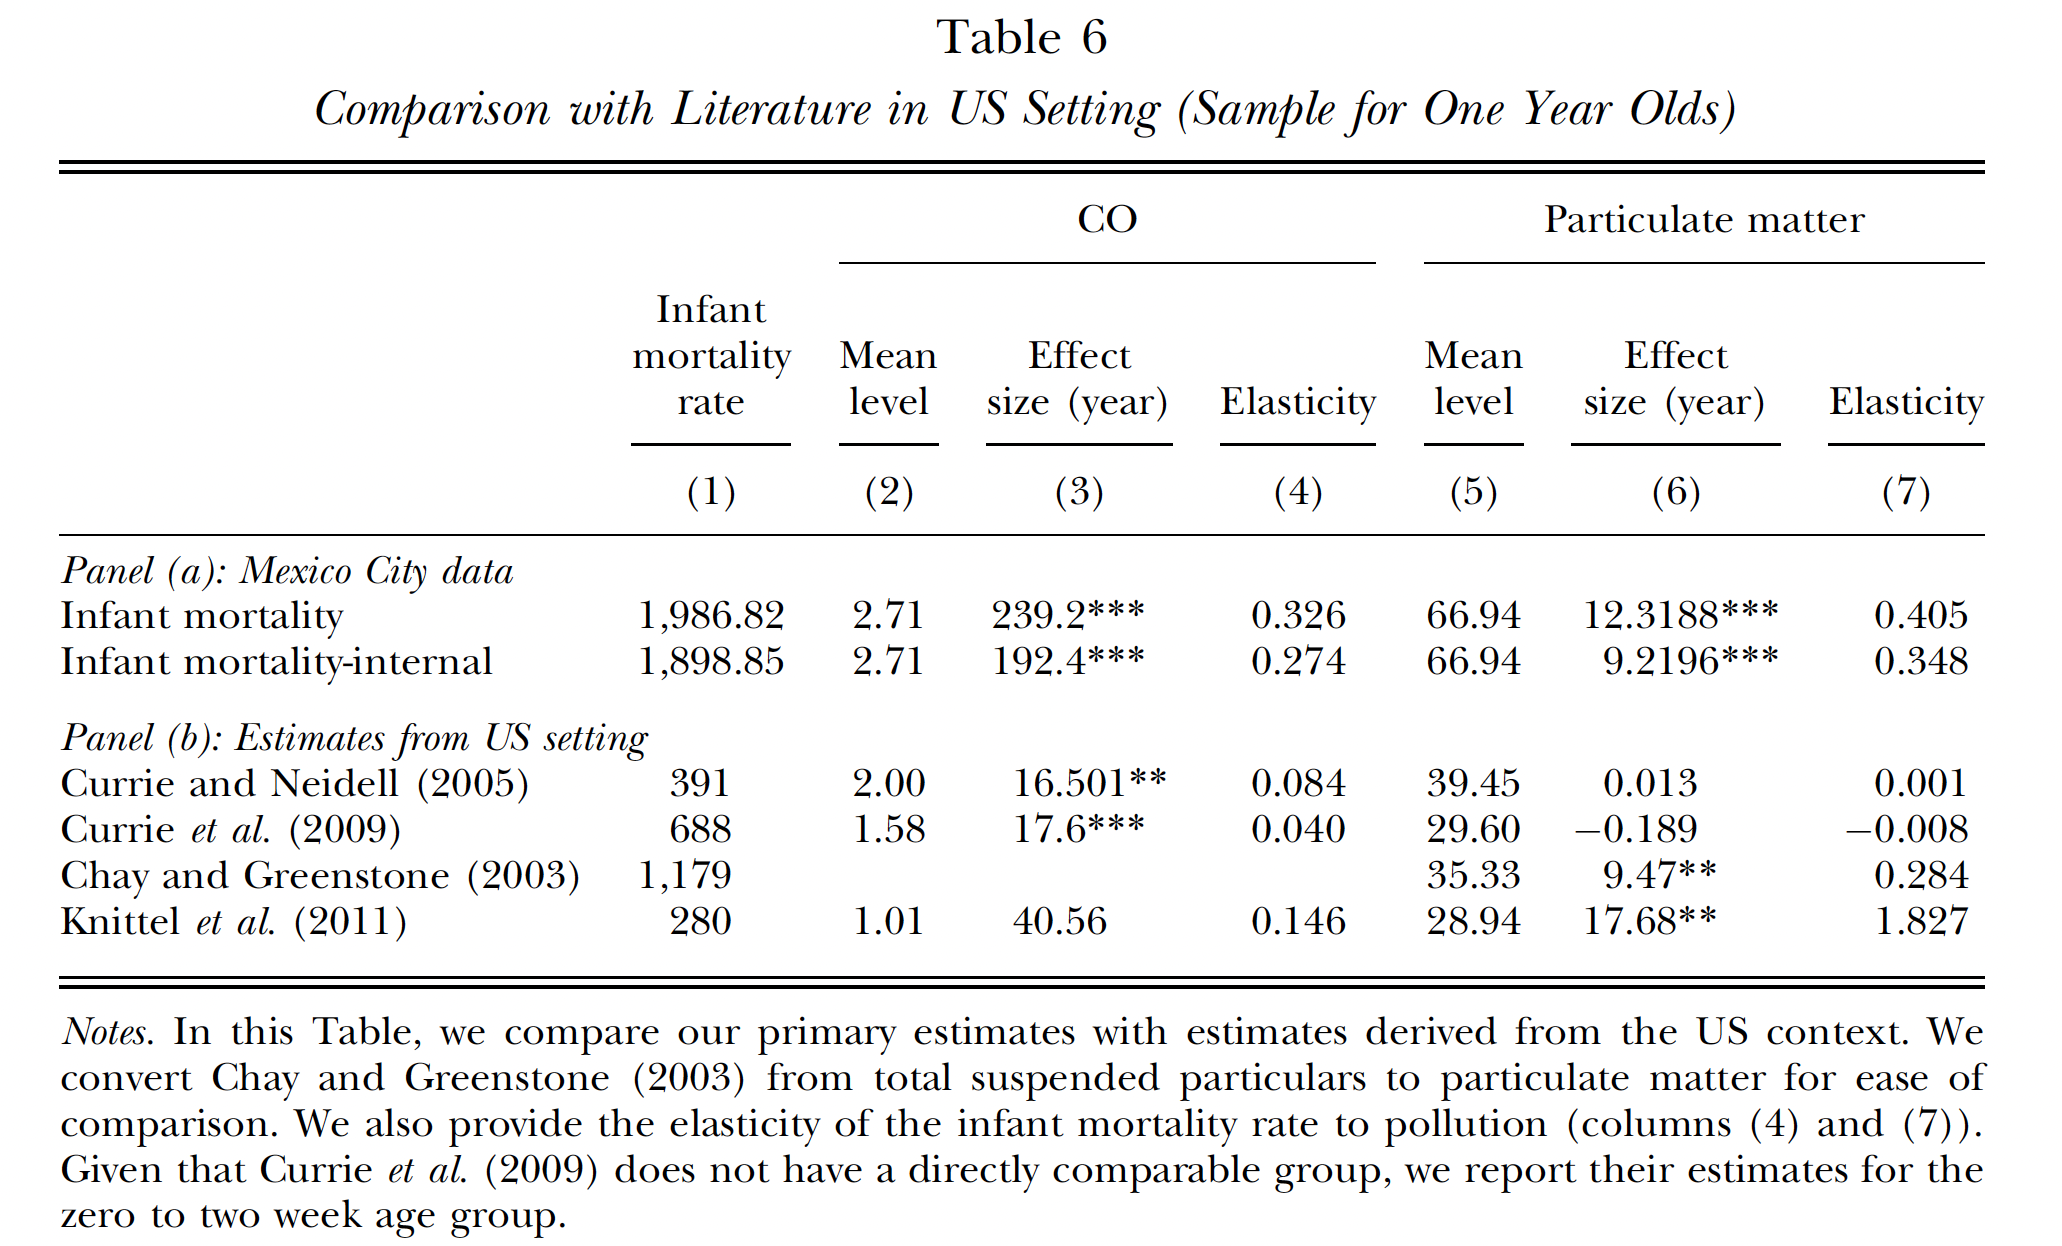 Table 6
Comparison with Literature in US Setting (Sample for One Year Olds)
CO Particulate matter
Infant mortality rate Mean level Effect size (year) Elasticity Mean level Effect size (year) Elasticity
(1) (2) (3) (4) (5) (6) (7)
Panel (a): Mexico City data
Infant mortality 1,986.82 2.71 239.2*** 0.326 66.94 12.3188*** 0.405
Infant mortality-internal 1,898.85 2.71 192.4*** 0.274 66.94 9.2196*** 0.348
Panel (b): Estimates from US setting
Currie and Neidell (2005) 391 2.00 16.501** 0.084 39.45 0.013 0.001
Currie et al. (2009) 688 1.58 17.6*** 0.040 29.60 −0.189 −0.008
Chay and Greenstone (2003) 1,179 35.33 9.47** 0.284
Knittel et al. (2011) 280 1.01 40.56 0.146 28.94 17.68** 1.827
Notes. In this Table, we compare our primary estimates with estimates derived from the US context. We
convert Chay and Greenstone (2003) from total suspended particulars to particulate matter for ease of
comparison. We also provide the elasticity of the infant mortality rate to pollution (columns (4) and (7)).
Given that Currie et al. (2009) does not have a directly comparable group, we report their estimates for the
zero to two week age group.